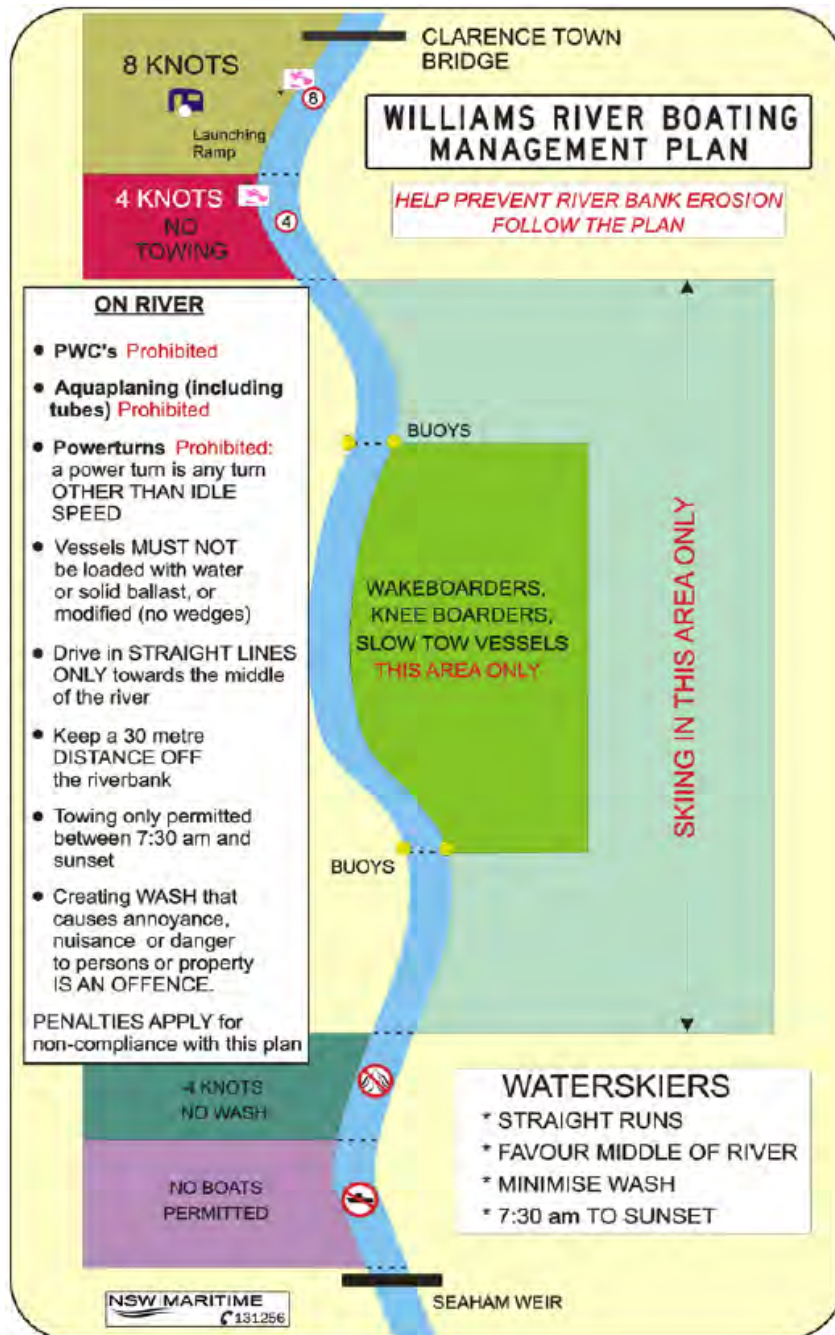 CLARENCE TOWN
BRIDGE
8 KNOTS
8
Launching
Ramp
WILLIAMS RIVER BOATING
MANAGEMENT PLAN
4 KNOTS
NO
TOWING
4
HELP PREVENT RIVER BANK EROSION
FOLLOW THE PLAN
ON RIVER
• PWC's Prohibited
• Aquaplaning (including
tubes) Prohibited
• Powerturns Prohibited:
a power turn is any turn
OTHER THAN IDLE
SPEED
• Vessels MUST NOT
be loaded with water
or solid ballast, or
modified (no wedges)
• Drive in STRAIGHT LINES
ONLY towards the middle
of the river
• Keep a 30 metre
DISTANCE OFF
the riverbank
• Towing only permitted
between 7:30 am and
sunset
• Creating WASH that
causes annoyance,
nuisance or danger
to persons or property
IS AN OFFENCE.
PENALTIES APPLY for
non-compliance with this plan
BUOYS
WAKEBOARDERS,
KNEE BOARDERS,
SLOW TOW VESSELS
THIS AREA ONLY
SKIING IN THIS AREA ONLY
BUOYS
4 KNOTS
NO WASH
NO BOATS
PERMITTED
WATERSKIERS
* STRAIGHT RUNS
* FAVOUR MIDDLE OF RIVER
* MINIMISE WASH
* 7:30 am TO SUNSET
SEAHAM WEIR
NSW MARITIME
131256